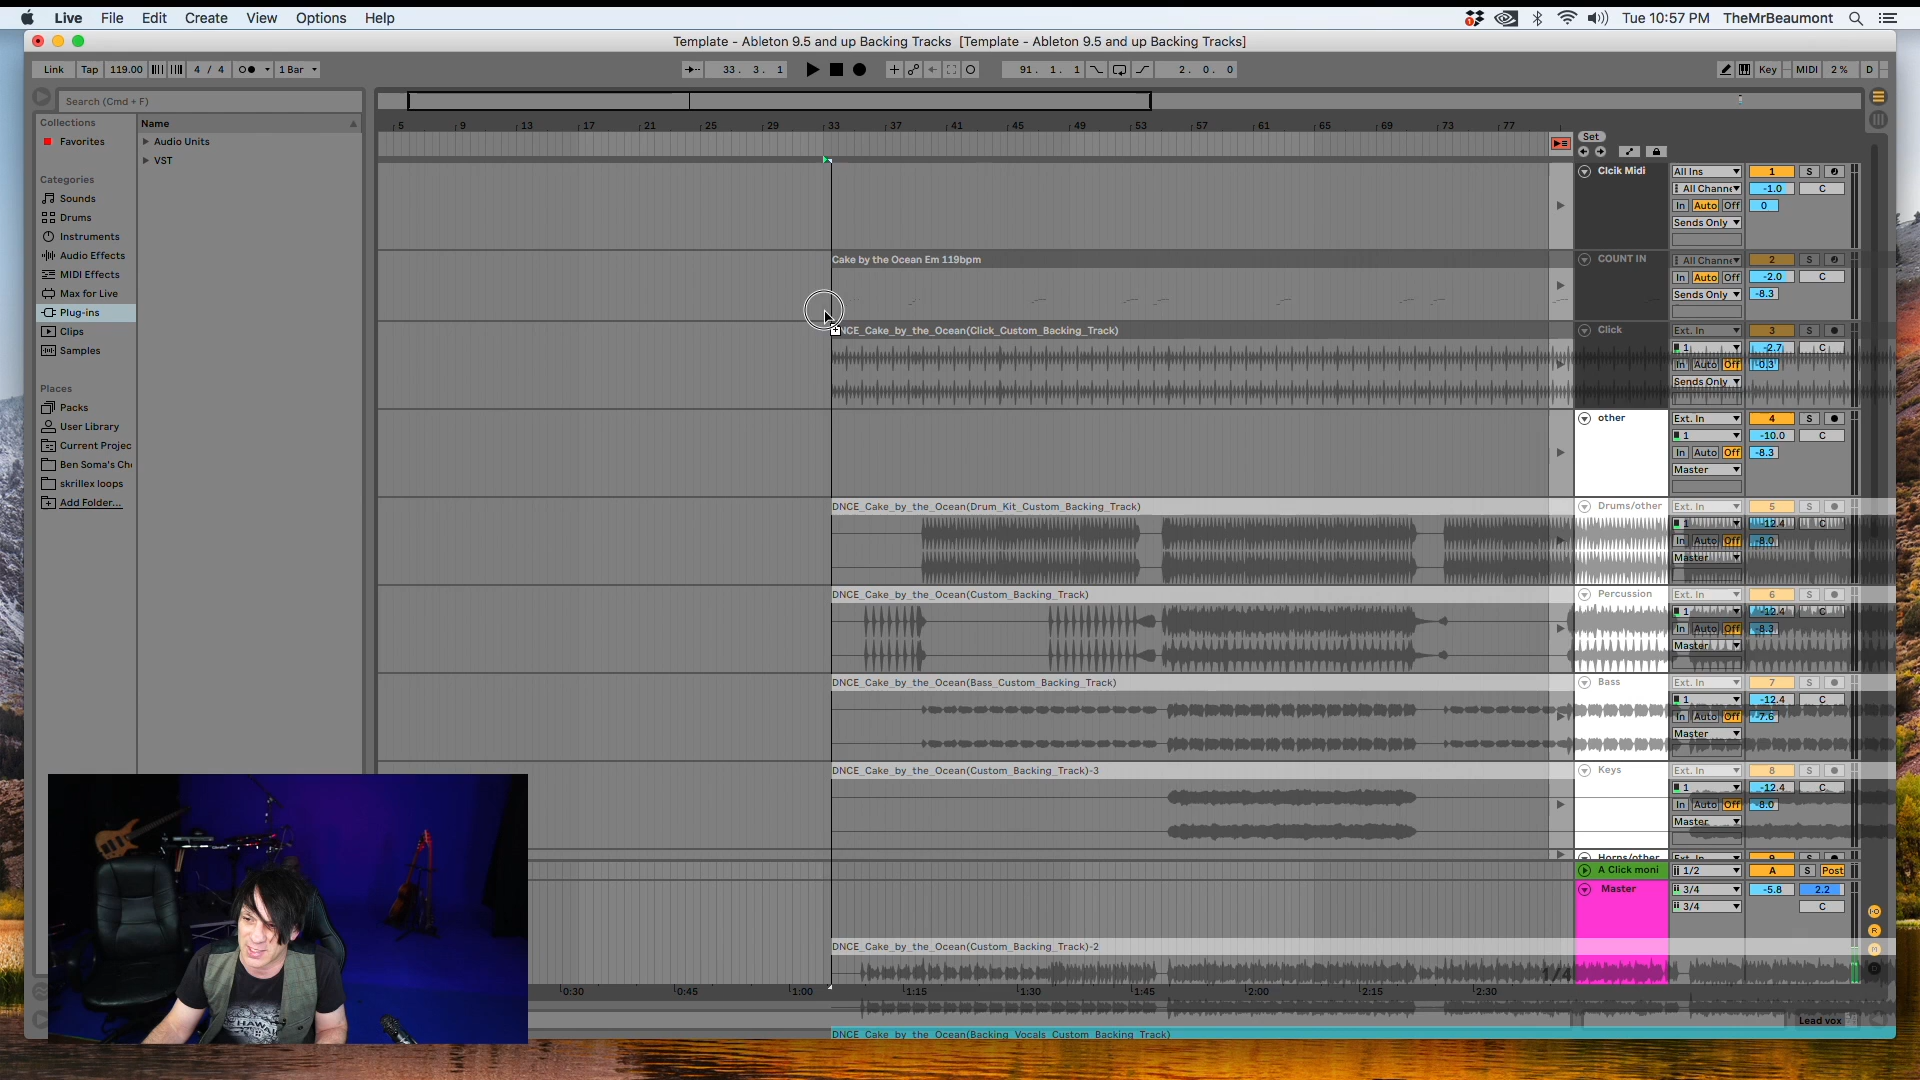 Live File Edit Create View Options Help
Tue 10:57 PM TheMrBeaumont
Template - Ableton 9.5 and up Backing Tracks [Template - Ableton 9.5 and up Backing Tracks]
Link Tap 119.00 4 / 4 1 Bar 33. 3. 1 91. 1. 1 2. 0. 0 Key MIDI 2 % D
Search (Cmd + F)
Collections
Favorites
Categories
Sounds
Drums
Instruments
Audio Effects
MIDI Effects
Max for Live
Plug-ins
Clips
Samples
Places
Packs
User Library
Current Projec
Ben Soma's Ch
skrillex loops
Add Folder...
Name
Audio Units
VST
5 9 13 17 21 25 29 33 37 41 45 49 53 57 61 65 69 73 77
Set
Clcik Midi All Ins 1 S
All Channe -1.0 C
In Auto Off 0
Sends Only
Cake by the Ocean Em 119bpm
COUNT IN All Channe 2 S
In Auto Off -2.0 C
Sends Only -8.3
NCE_Cake_by_the_Ocean(Click_Custom_Backing_Track)
Click Ext. In 3 S
1 -2.7 C
In Auto Off -0.3
Sends Only
other Ext. In 4 S
1 -10.0 C
In Auto Off -8.3
Master
DNCE_Cake_by_the_Ocean(Drum_Kit_Custom_Backing_Track)
Drums/other Ext. In 5 S
1 -12.4 C
In Auto Off -8.0
Master
DNCE_Cake_by_the_Ocean(Custom_Backing_Track)
Percussion Ext. In 6 S
1 -12.4 C
In Auto Off -8.3
Master
DNCE_Cake_by_the_Ocean(Bass_Custom_Backing_Track)
Bass Ext. In 7 S
1 -12.4 C
In Auto Off -7.6
Master
DNCE_Cake_by_the_Ocean(Custom_Backing_Track)-3
Keys Ext. In 8 S
1 -12.4 C
In Auto Off -8.0
Master
Horns/other Ext. In 9 S
A Click moni 1/2 A S Post
Master 3/4 -5.8 2.2
3/4 C
DNCE_Cake_by_the_Ocean(Custom_Backing_Track)-2
1/4
0:30 0:45 1:00 1:15 1:30 1:45 2:00 2:15 2:30
Lead vox
DNCE_Cake_by_the_Ocean(Backing_Vocals_Custom_Backing_Track)
HAWAI